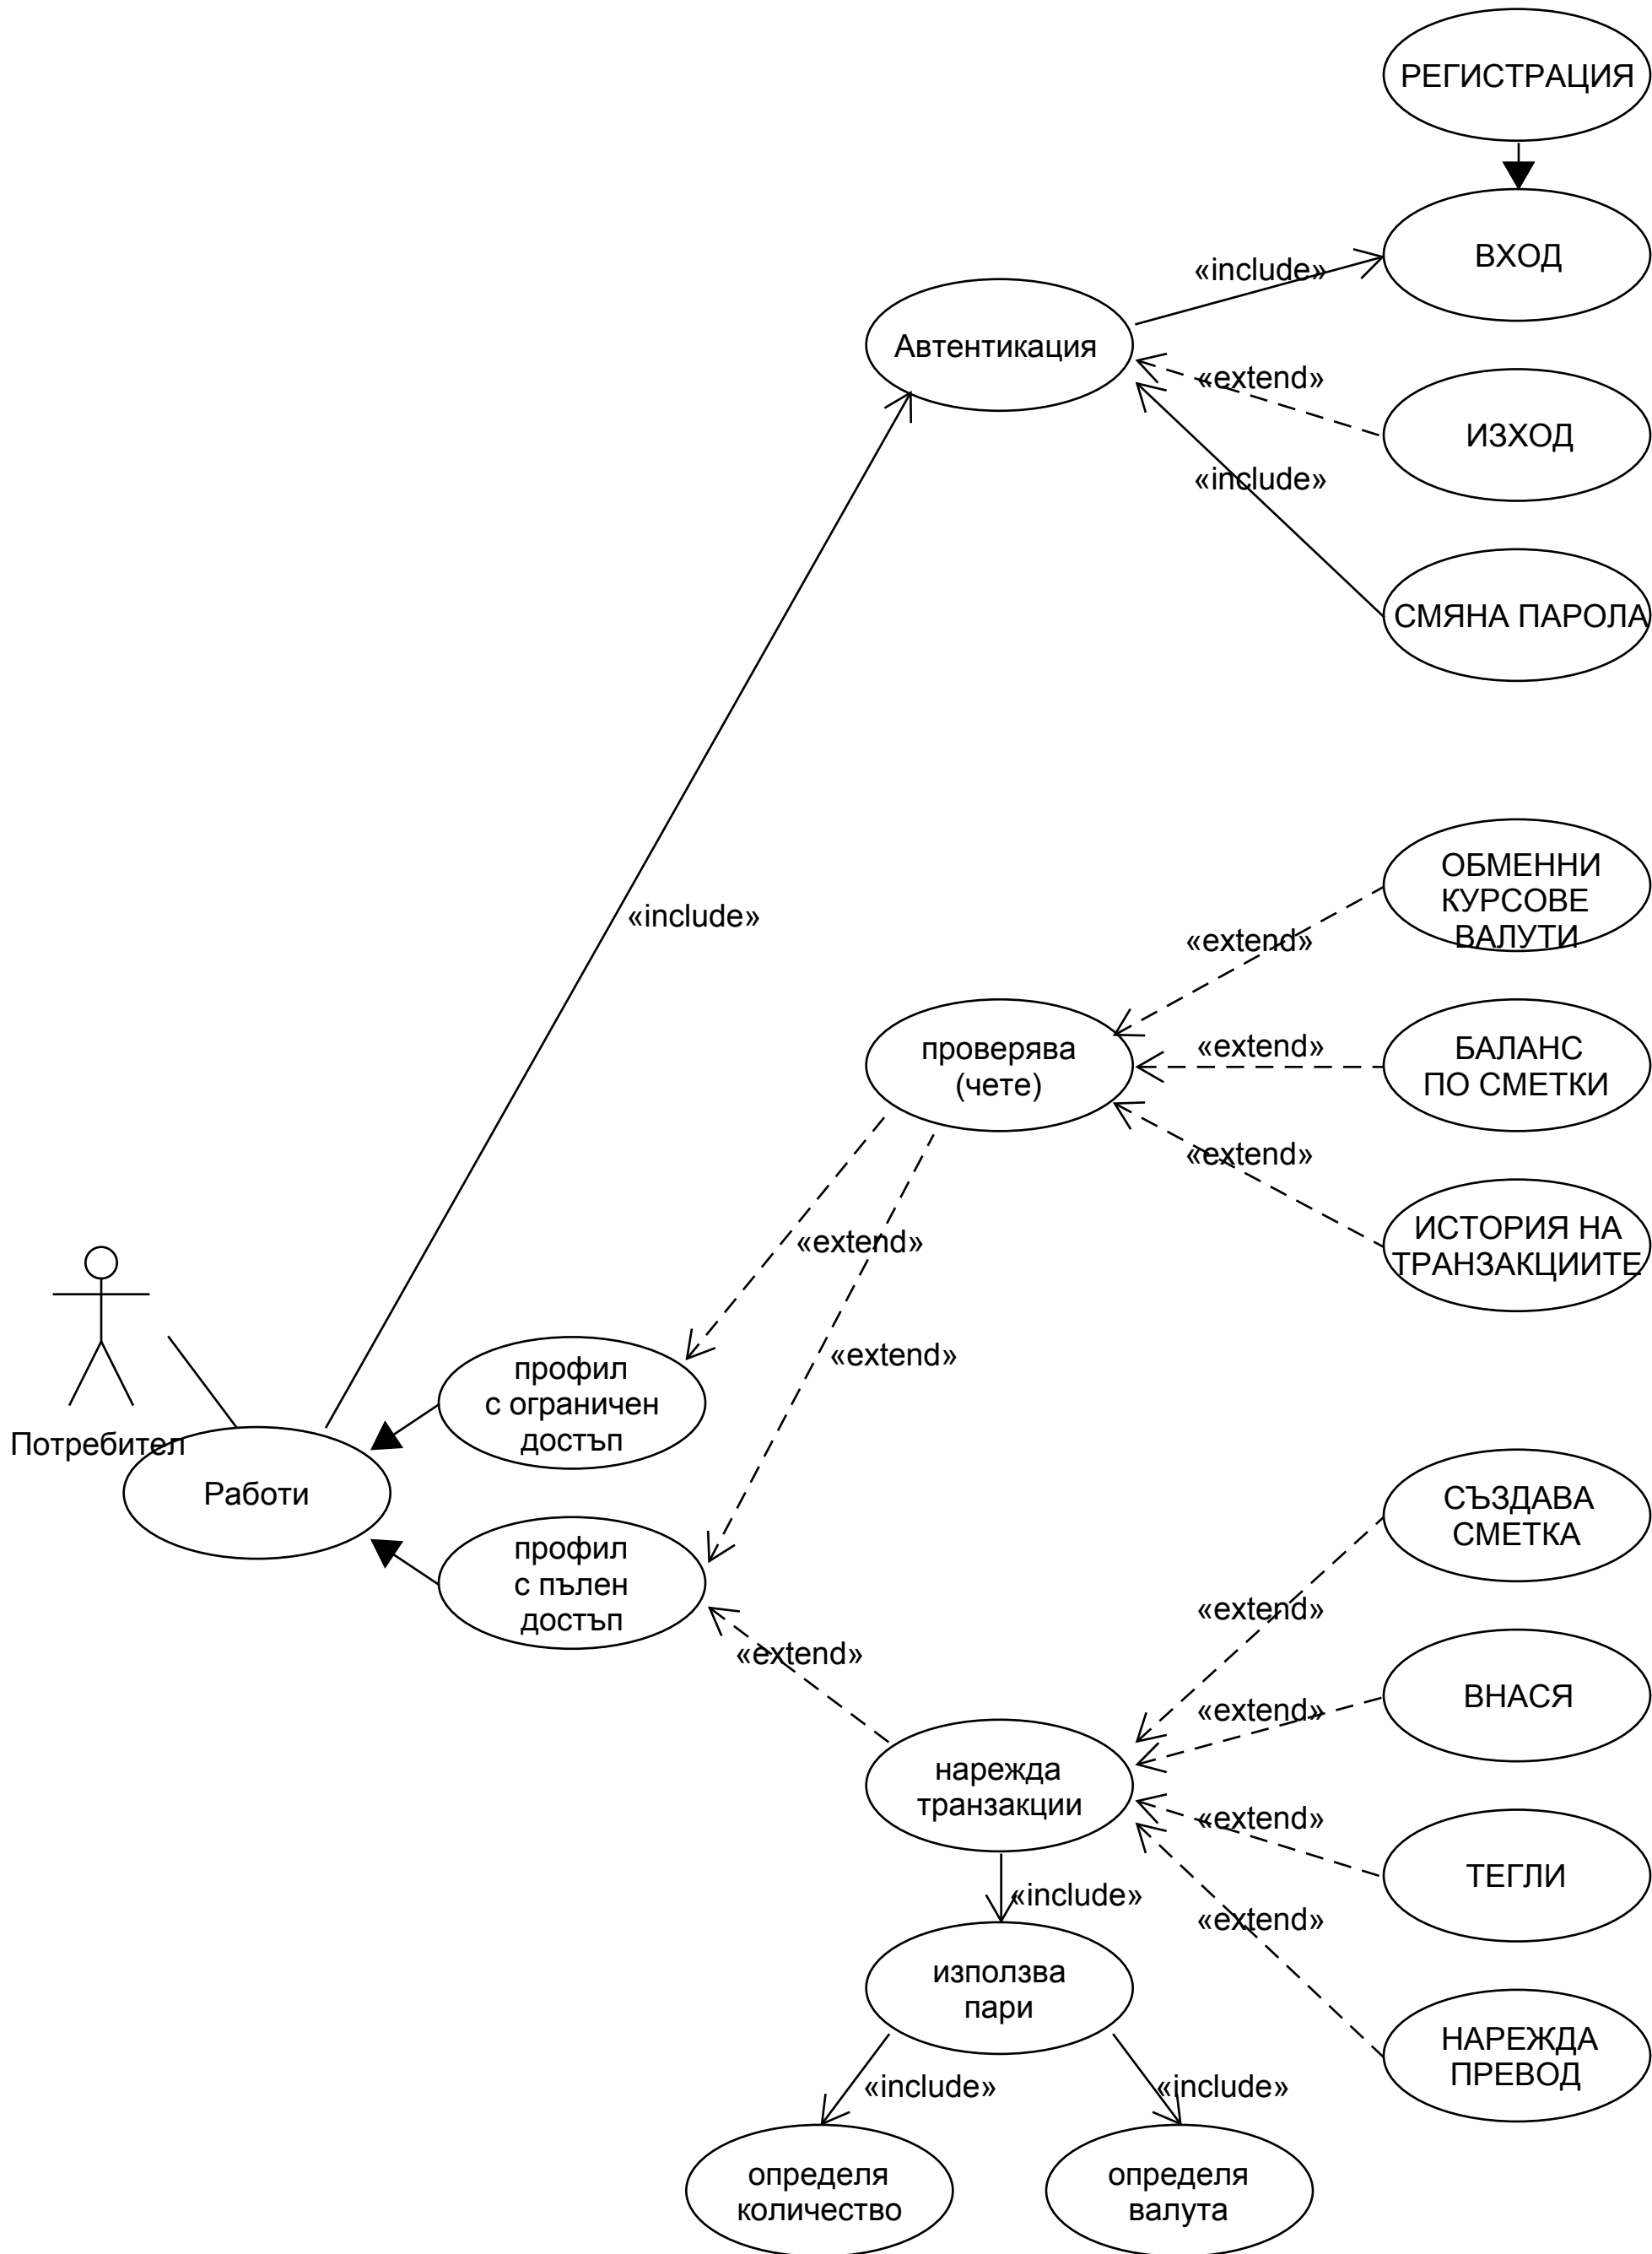 РЕГИСТРАЦИЯ
ВХОД
«include»
Автентикация
«extend»
ИЗХОД
«include»
СМЯНА ПАРОЛА
ОБМЕННИ
КУРСОВЕ
ВАЛУТИ
«include»
«extend»
проверява
(чете)
«extend»
БАЛАНС
ПО СМЕТКИ
«extend»
ИСТОРИЯ НА
ТРАНЗАКЦИИТЕ
«extend»
«extend»
профил
с ограничен
достъп
Потребител
Работи
СЪЗДАВА
СМЕТКА
профил
с пълен
достъп
«extend»
«extend»
ВНАСЯ
«extend»
нарежда
транзакции
«extend»
ТЕГЛИ
«include»
«extend»
използва
пари
НАРЕЖДА
ПРЕВОД
«include»
«include»
определя
количество
определя
валута